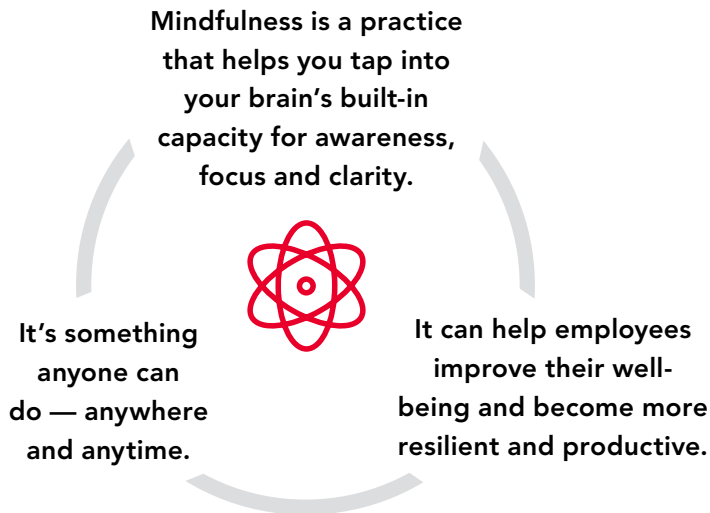 Mindfulness is a practice
that helps you tap into
your brain’s built-in
capacity for awareness,
focus and clarity.
It’s something
anyone can
do — anywhere
and anytime.
It can help employees
improve their well-
being and become more
resilient and productive.